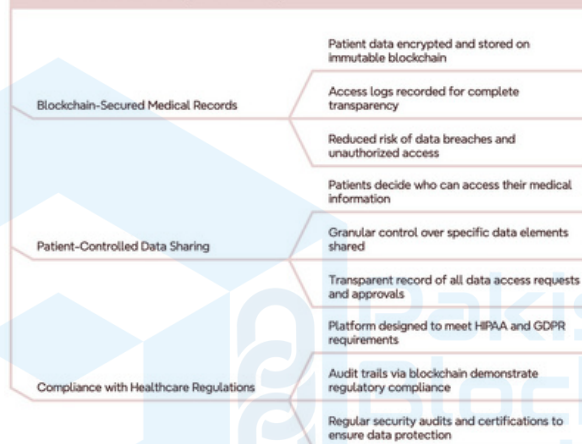 Patient data encrypted and stored on
immutable blockchain
Blockchain-Secured Medical Records
Access logs recorded for complete
transparency
Reduced risk of data breaches and
unauthorized access
Patients decide who can access their medical
information
Patient-Controlled Data Sharing
Granular control over specific data elements
shared
Transparent record of all data access requests
and approvals
Platform designed to meet HIPAA and GDPR
requirements
Compliance with Healthcare Regulations
Audit trails via blockchain demonstrate
regulatory compliance
Regular security audits and certifications to
ensure data protection
Pakis
Block